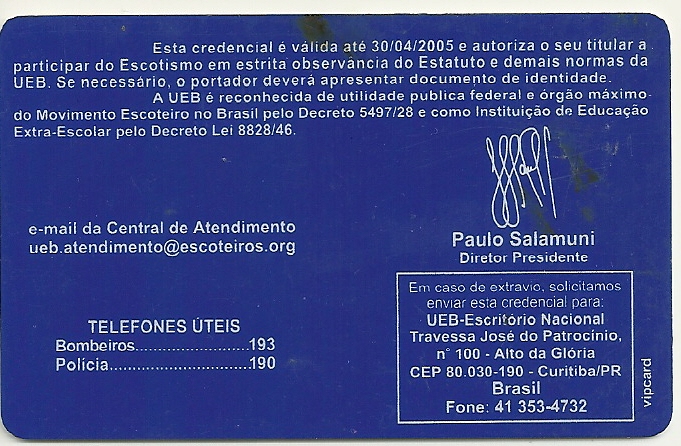 Esta credencial é válida até 30/04/2005 e autoriza o seu titular a
participar do Escotismo em estrita observância do Estatuto e demais normas da
UEB. Se necessário, o portador deverá apresentar documento de identidade.
A UEB é reconhecida de utilidade publica federal e órgão máximo
do Movimento Escoteiro no Brasil pelo Decreto 5497/28 e como Instituição de Educação
Extra-Escolar pelo Decreto Lei 8828/46.
e-mail da Central de Atendimento
ueb.atendimento@escoteiros.org
Paulo Salamuni
Diretor Presidente
TELEFONES ÚTEIS
Bombeiros..........................193
Polícia.................................190
Em caso de extravio, solicitamos
enviar esta credencial para:
UEB-Escritório Nacional
Travessa José do Patrocínio,
n° 100 - Alto da Glória
CEP 80.030-190 - Curitiba/PR
Brasil
Fone: 41 353-4732
vipcard